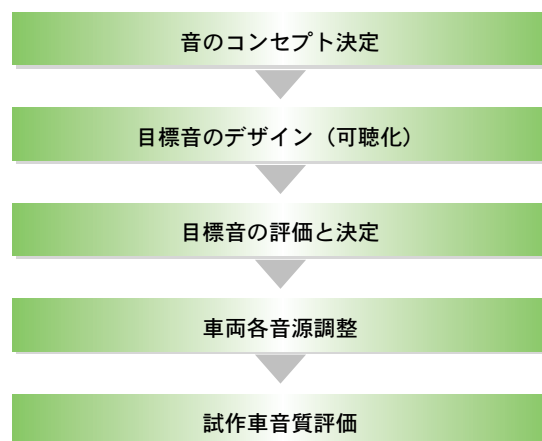 音のコンセプト決定
目標音のデザイン（可聴化）
目標音の評価と決定
車両各音源調整
試作車音質評価